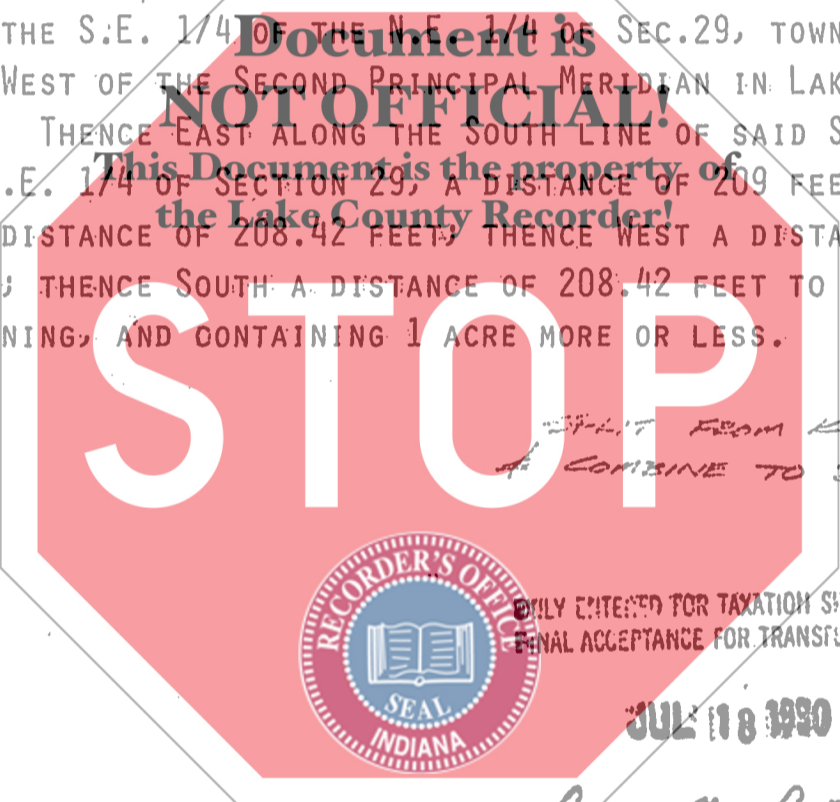 THE S.E. 1/4 OF THE N.E. 1/4 OF SEC.29, TOWN
Document is
WEST OF THE SECOND PRINCIPAL MERIDIAN IN LAK
NOT OFFICIAL!
THENCE EAST ALONG THE SOUTH LINE OF SAID S
This Document is the property of
.E. 1/4 OF SECTION 29, A DISTANCE OF 209 FEE
the Lake County Recorder!
DISTANCE OF 208.42 FEET; THENCE WEST A DISTA
; THENCE SOUTH A DISTANCE OF 208.42 FEET TO
NING, AND CONTAINING 1 ACRE MORE OR LESS.
STOP
SPLIT FROM K
& COMBINE TO
RECORDER'S OFFICE
SEAL
INDIANA
ENTERED FOR TAXATION
FINAL ACCEPTANCE FOR TRANSF
JUL 18 1990